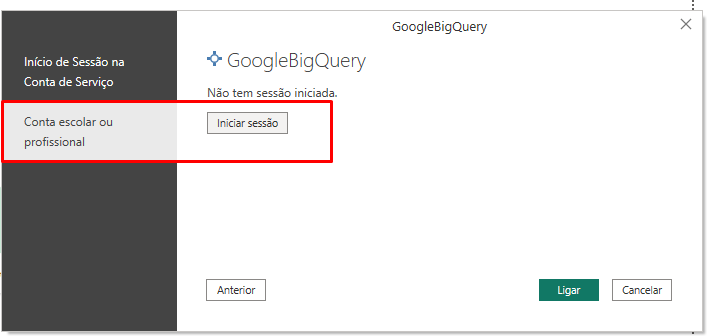 GoogleBigQuery
Início de Sessão na
Conta de Serviço
Conta escolar ou
profissional
GoogleBigQuery
Não tem sessão iniciada.
Iniciar sessão
Anterior
Ligar
Cancelar